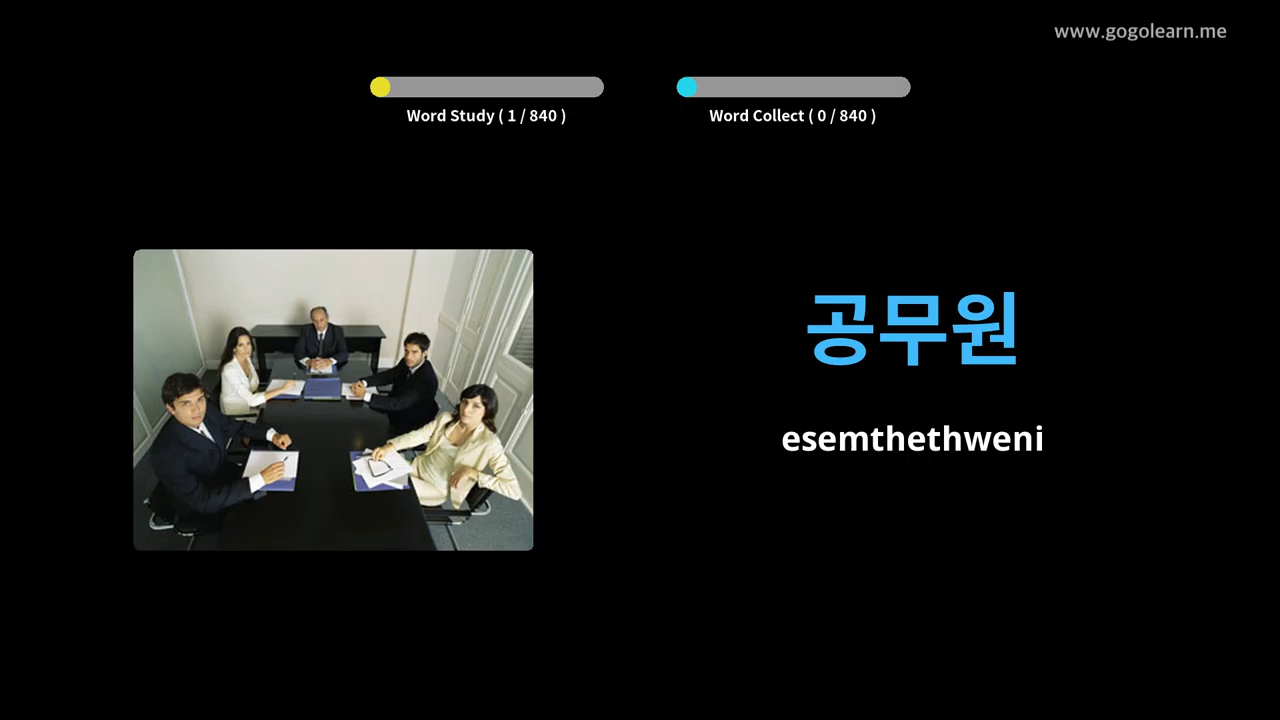 www.gogolearn.me
Word Study ( 1 / 840 )
Word Collect ( 0 / 840 )
공무원
esemthethweni